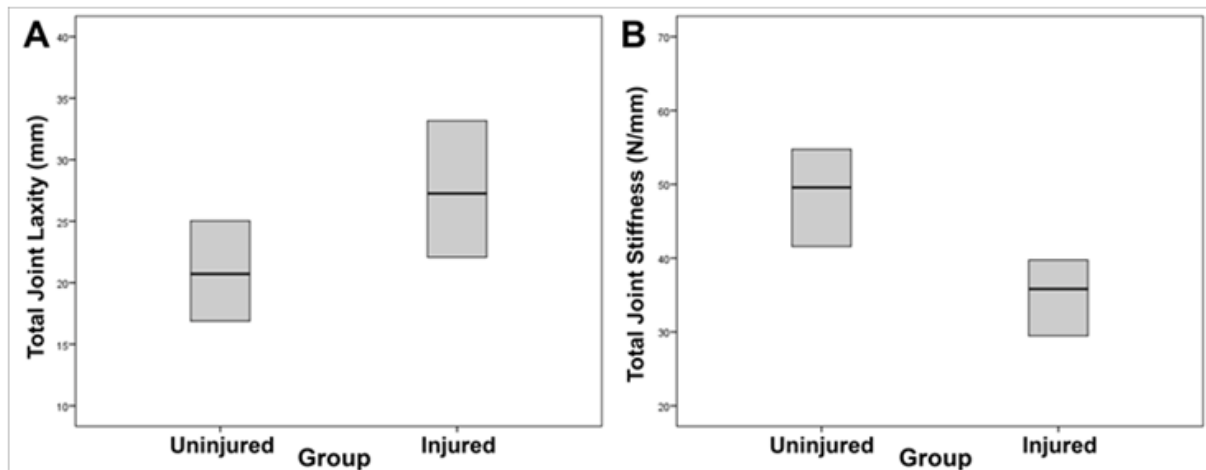 A
Total Joint Laxity (mm)
40
35
30
25
20
15
10
Uninjured
Injured
Group
B
Total Joint Stiffness (N/mm)
70
60
50
40
30
20
Uninjured
Injured
Group